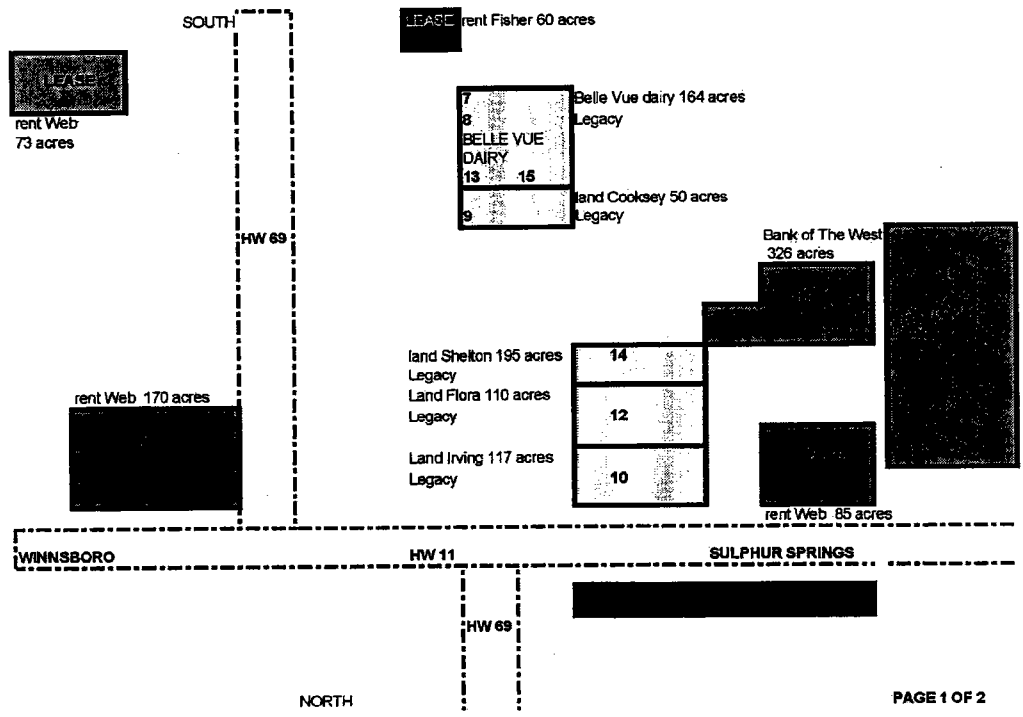 SOUTH
LEASE rent Fisher 60 acres
LEASE
rent Web
73 acres
7 Belle Vue dairy 164 acres
8 Legacy
BELLE VUE
DAIRY
13 15
land Cooksey 50 acres
9 Legacy
HW 69
Bank of The West
326 acres
land Shelton 195 acres 14
Legacy
Land Flora 110 acres
Legacy 12
rent Web 170 acres
Land Irving 117 acres
Legacy 10
rent Web 85 acres
WINNSBORO HW 11 SULPHUR SPRINGS
HW 69
NORTH
PAGE 1 OF 2